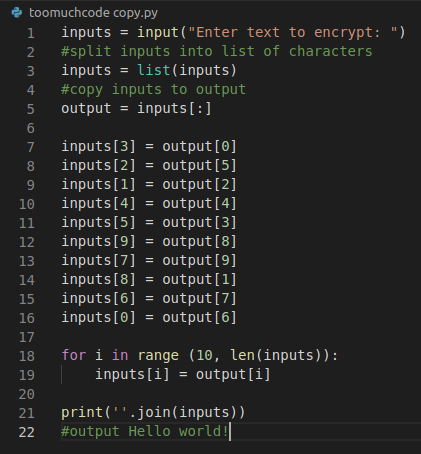 toomuchcode copy.py
1 inputs = input("Enter text to encrypt: ")
2 #split inputs into list of characters
3 inputs = list(inputs)
4 #copy inputs to output
5 output = inputs[:]
6
7 inputs[3] = output[0]
8 inputs[2] = output[5]
9 inputs[1] = output[2]
10 inputs[4] = output[4]
11 inputs[5] = output[3]
12 inputs[9] = output[8]
13 inputs[7] = output[9]
14 inputs[8] = output[1]
15 inputs[6] = output[7]
16 inputs[0] = output[6]
17
18 for i in range (10, len(inputs)):
19     inputs[i] = output[i]
20
21 print(''.join(inputs))
22 #output Hello world!